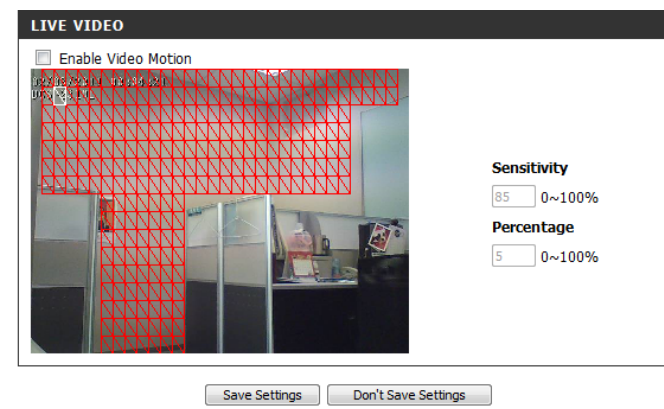 LIVE VIDEO
Enable Video Motion
Sensitivity
85 0~100%
Percentage
5 0~100%
Save Settings Don't Save Settings